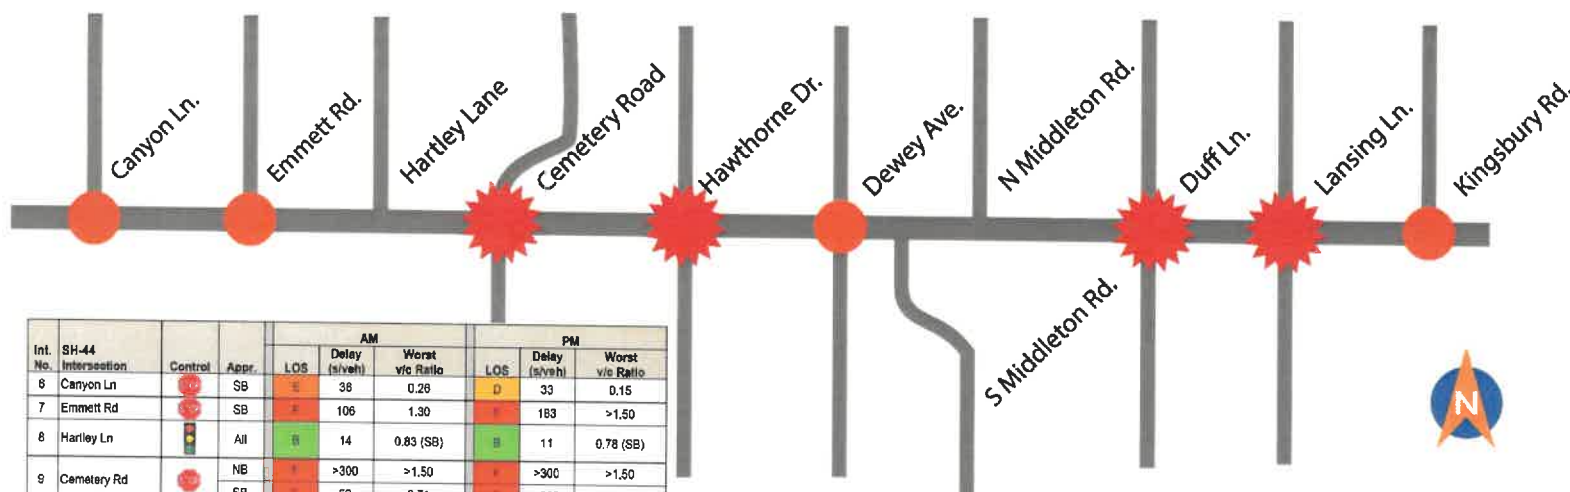 Canyon Ln.
Emmett Rd.
Hartley Lane
Cemetery Road
Hawthorne Dr.
Dewey Ave.
N Middleton Rd.
Duff Ln.
Lansing Ln.
Kingsbury Rd.
S Middleton Rd.
N
AM PM
Int. No. SH-44 Intersection Control Appr. LOS Delay (s/veh) Worst v/c Ratio LOS Delay (s/veh) Worst v/c Ratio
6 Canyon Ln SB E 36 0.26 D 33 0.15
7 Emmett Rd SB F 106 1.30 F 183 >1.50
8 Hartley Ln All B 14 0.83 (SB) B 11 0.78 (SB)
9 Cemetery Rd NB F >300 >1.50 F >300 >1.50
SB